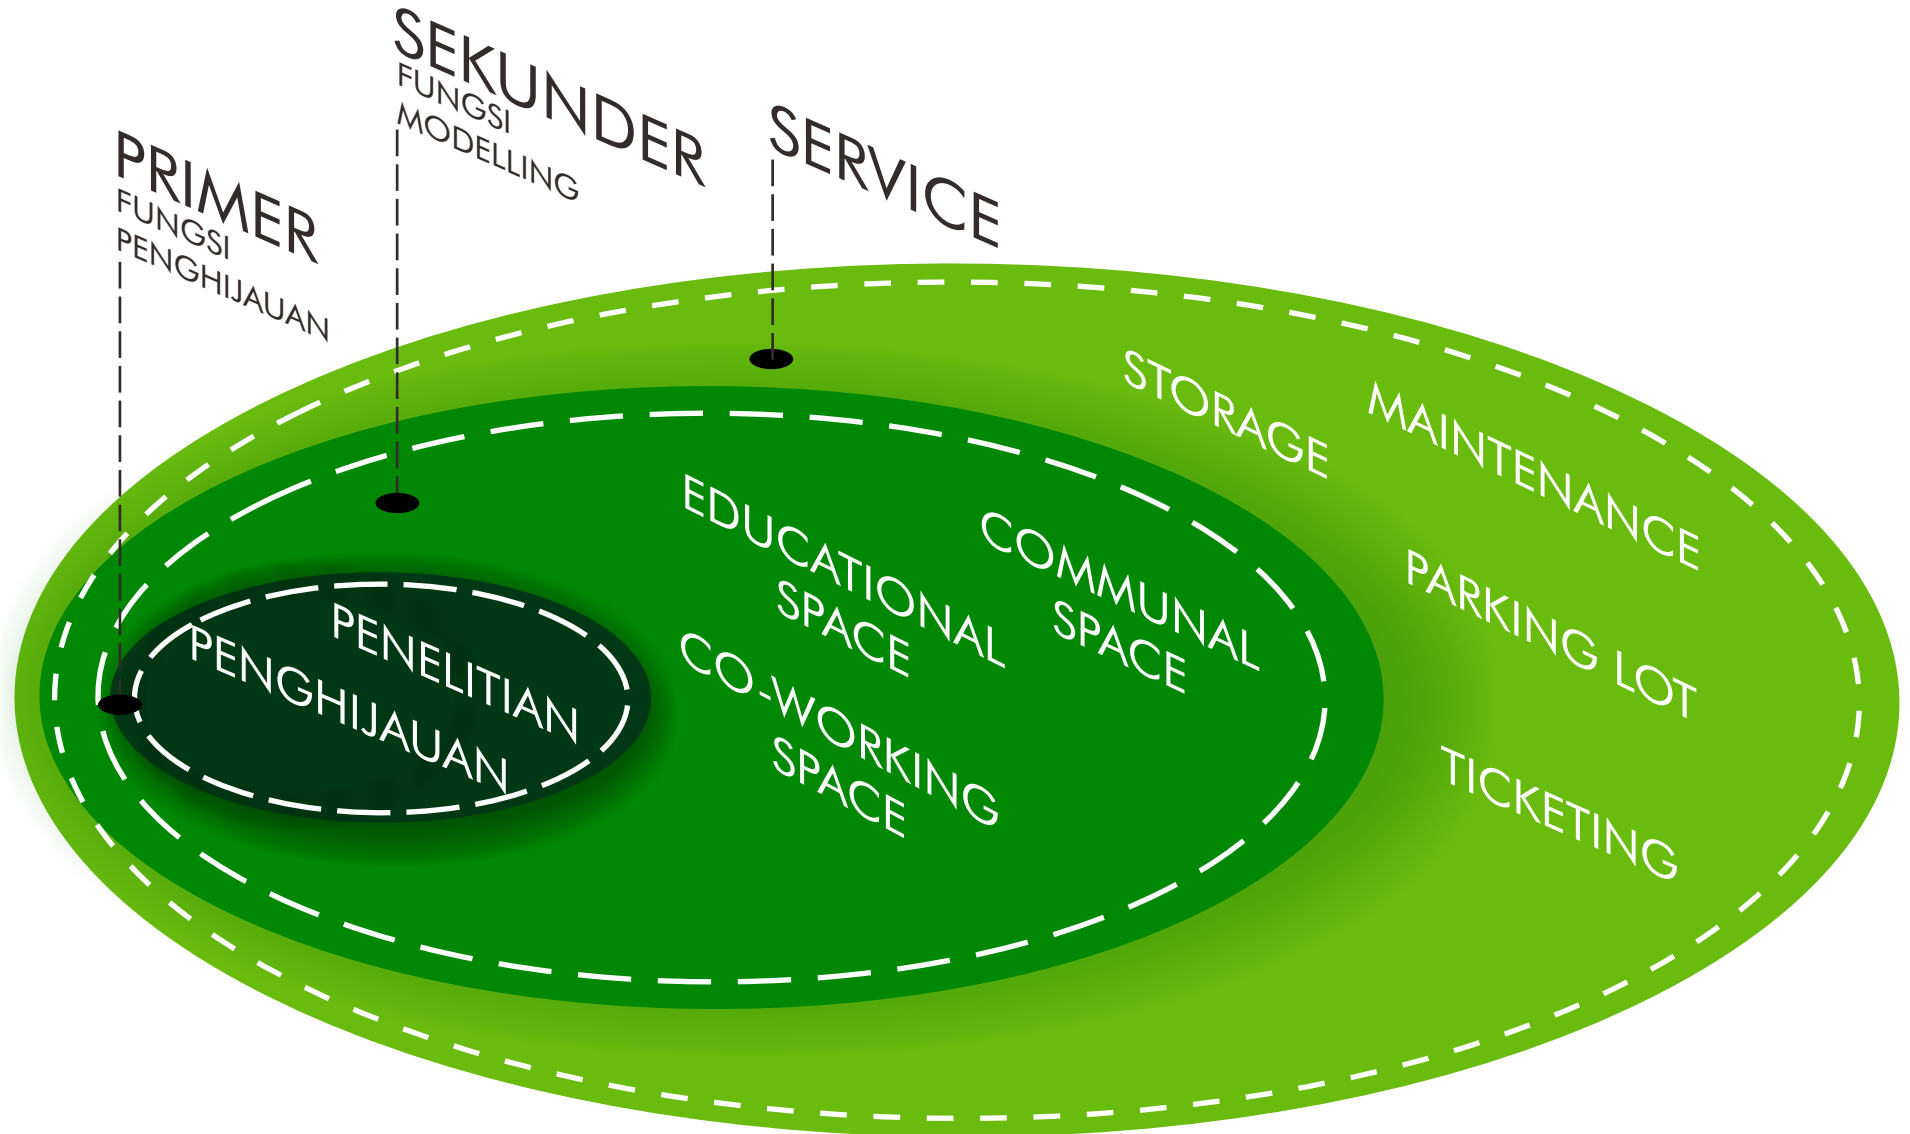 PRIMER
FUNGSI
PENGHIJAUAN
SEKUNDER
FUNGSI
MODELLING
SERVICE
PENELITIAN
PENGHIJAUAN
EDUCATIONAL
SPACE
COMMUNAL
SPACE
CO-WORKING
SPACE
STORAGE
MAINTENANCE
PARKING LOT
TICKETING